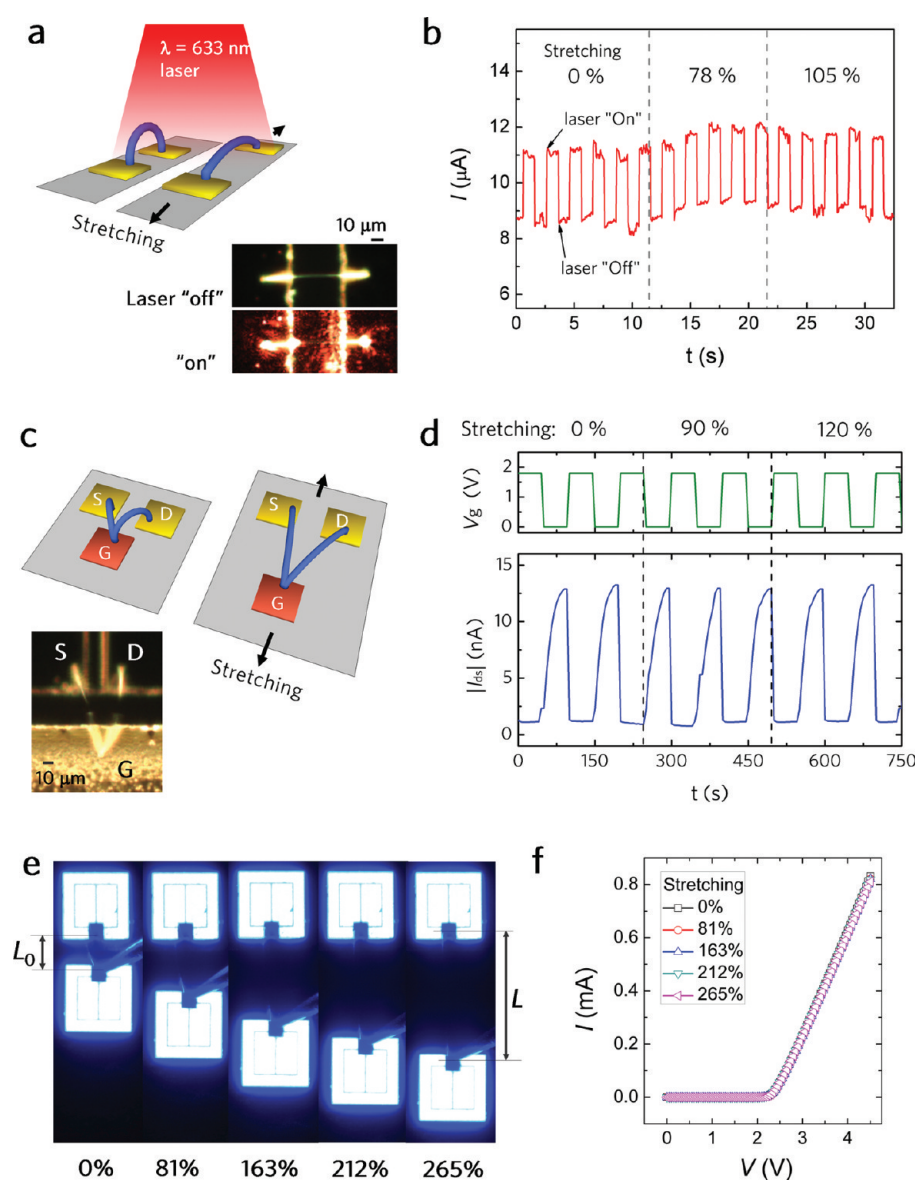 a
λ = 633 nm
laser
Stretching
10 μm
Laser "off"
"on"
b
Stretching
0 %
78 %
105 %
laser "On"
laser "Off"
I (μA)
15
12
9
6
0 5 10 15 20 25 30
t (s)
c
S
D
G
S
D
G
Stretching
S D
10 μm
G
d
Stretching: 0 % 90 % 120 %
Vg (V)
2
1
0
|Ids| (nA)
15
10
5
0
0 150 300 450 600 750
t (s)
e
L0
L
0% 81% 163% 212% 265%
f
Stretching
0%
81%
163%
212%
265%
I (mA)
0.8
0.6
0.4
0.2
0.0
0 1 2 3 4
V (V)